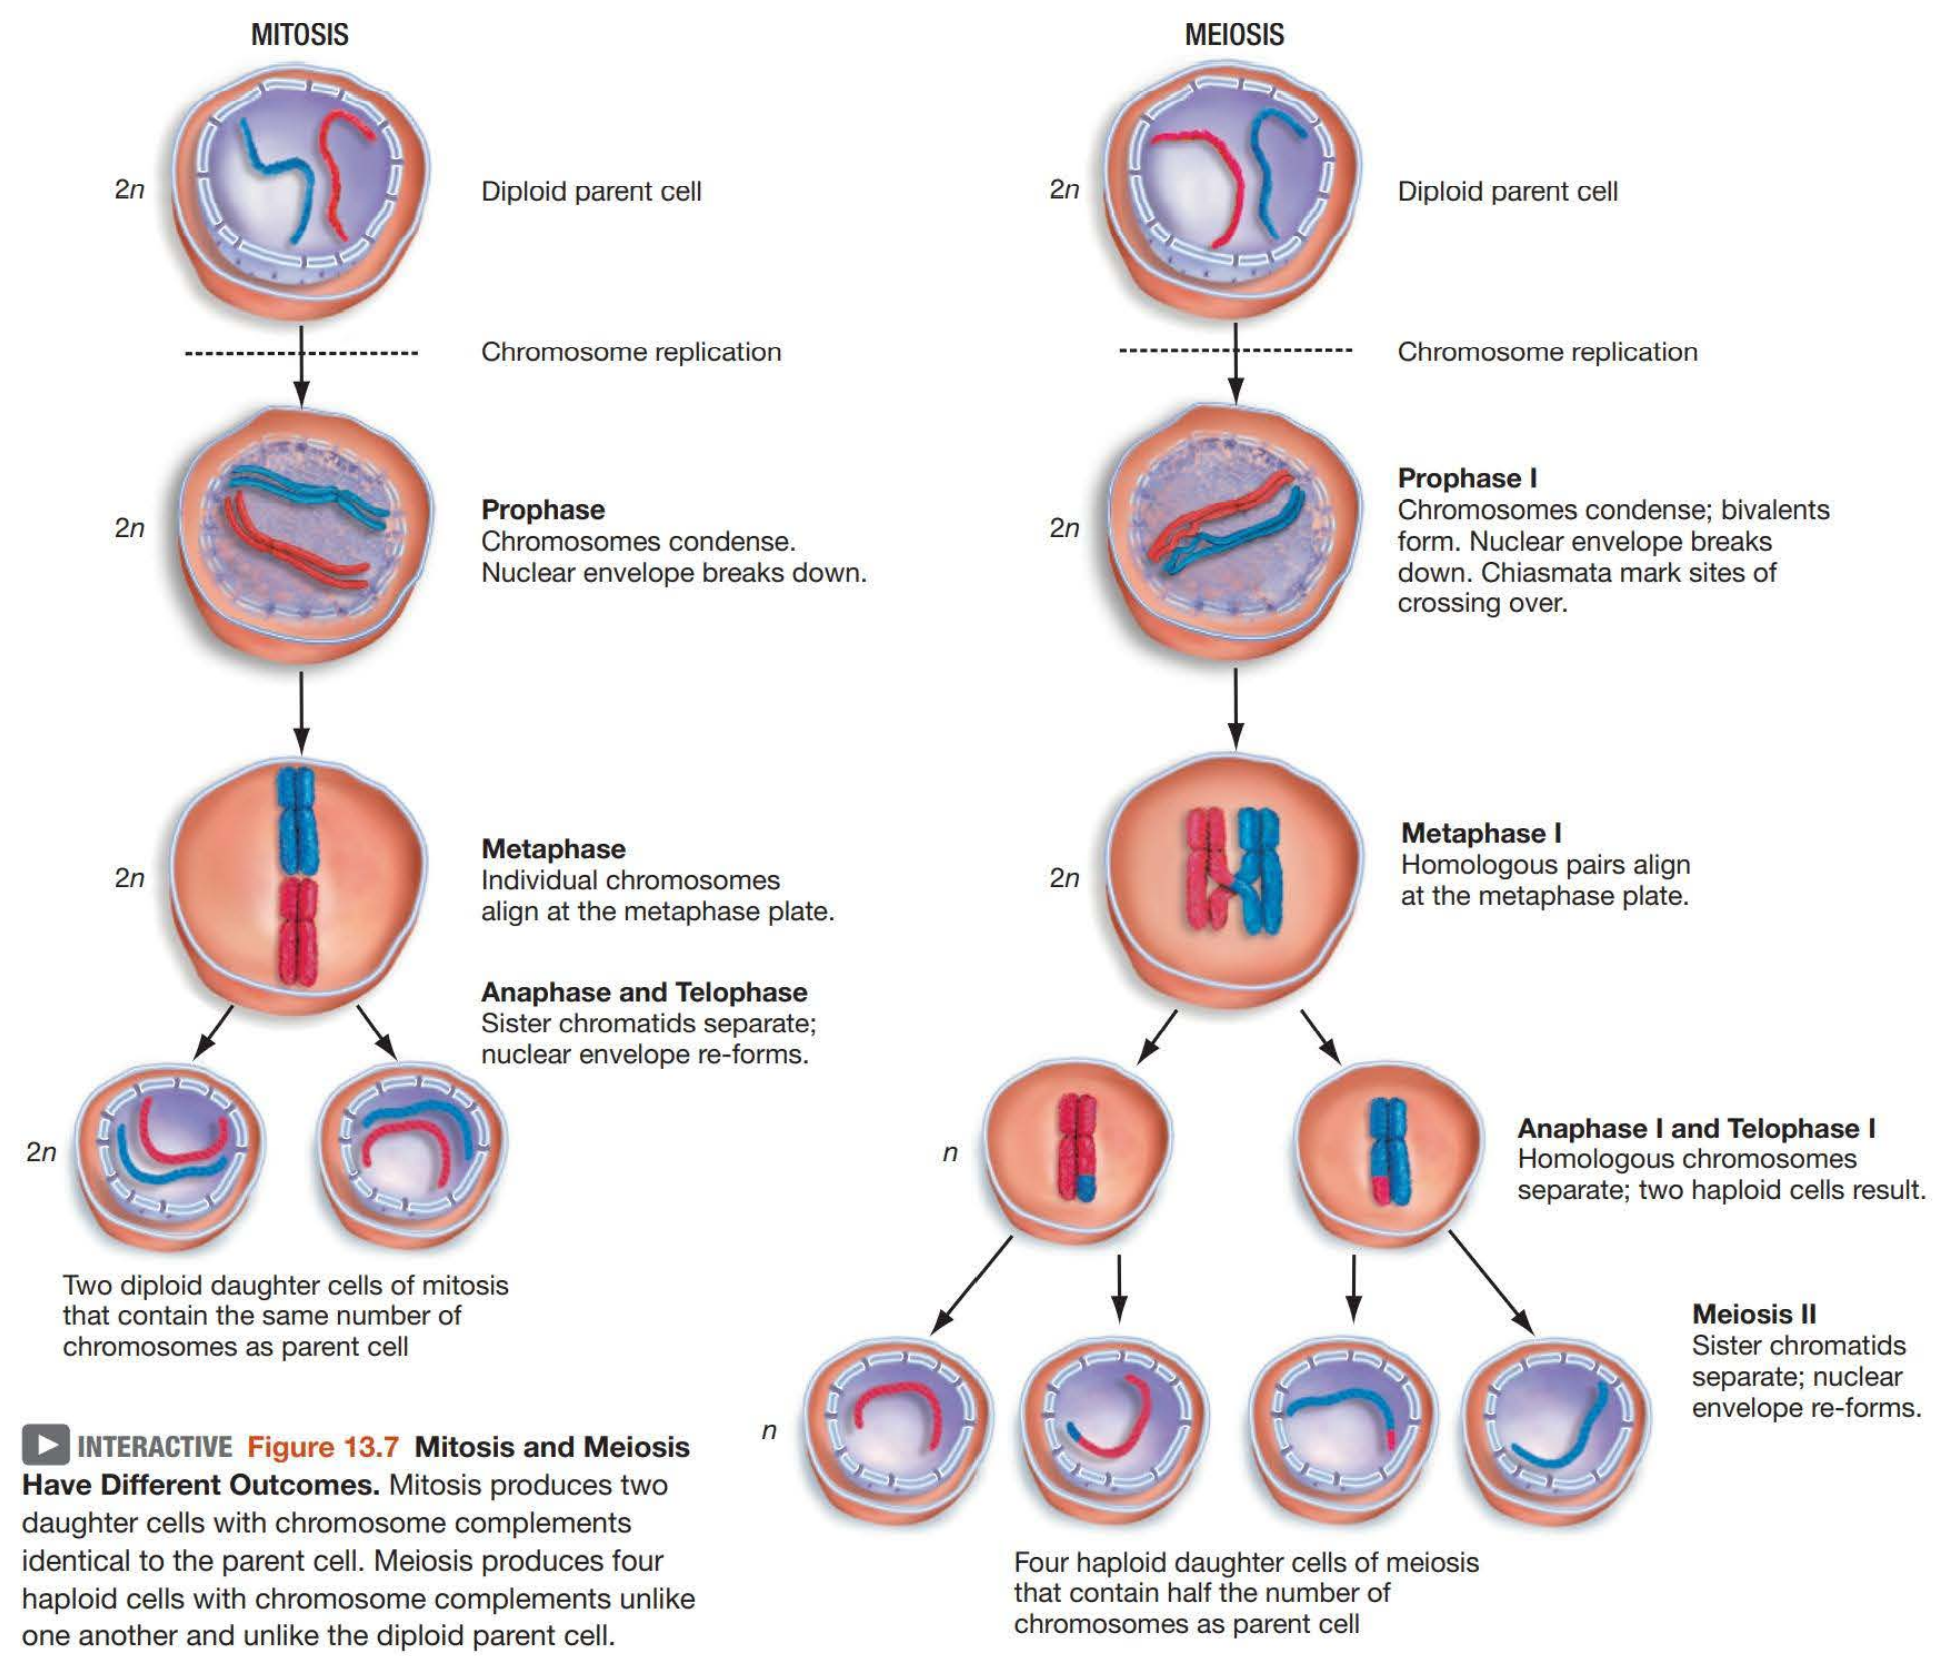 MITOSIS
2n
Diploid parent cell
Chromosome replication
2n
Prophase
Chromosomes condense.
Nuclear envelope breaks down.
2n
Metaphase
Individual chromosomes
align at the metaphase plate.
Anaphase and Telophase
Sister chromatids separate;
nuclear envelope re-forms.
2n
Two diploid daughter cells of mitosis
that contain the same number of
chromosomes as parent cell
MEIOSIS
2n
Diploid parent cell
Chromosome replication
2n
Prophase I
Chromosomes condense; bivalents
form. Nuclear envelope breaks
down. Chiasmata mark sites of
crossing over.
2n
Metaphase I
Homologous pairs align
at the metaphase plate.
n
Anaphase I and Telophase I
Homologous chromosomes
separate; two haploid cells result.
Meiosis II
Sister chromatids
separate; nuclear
envelope re-forms.
n
Four haploid daughter cells of meiosis
that contain half the number of
chromosomes as parent cell
INTERACTIVE Figure 13.7 Mitosis and Meiosis
Have Different Outcomes. Mitosis produces two
daughter cells with chromosome complements
identical to the parent cell. Meiosis produces four
haploid cells with chromosome complements unlike
one another and unlike the diploid parent cell.